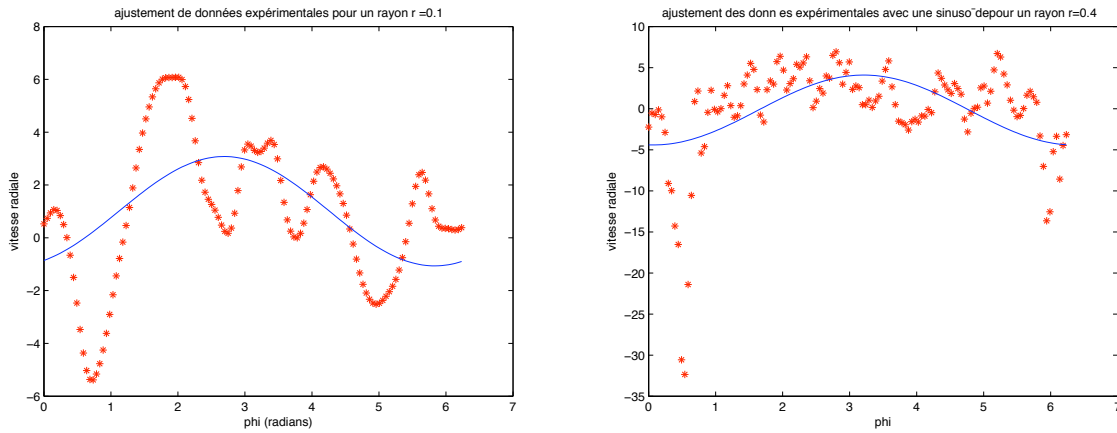 ajustement de données expérimentales pour un rayon r =0.1
8
6
4
2
0
-2
-4
-6
vitesse radiale
0 1 2 3 4 5 6 7
phi (radians)
ajustement des donn es expérimentales avec une sinuso¨depour un rayon r=0.4
10
5
0
-5
-10
-15
-20
-25
-30
-35
vitesse radiale
0 1 2 3 4 5 6 7
phi